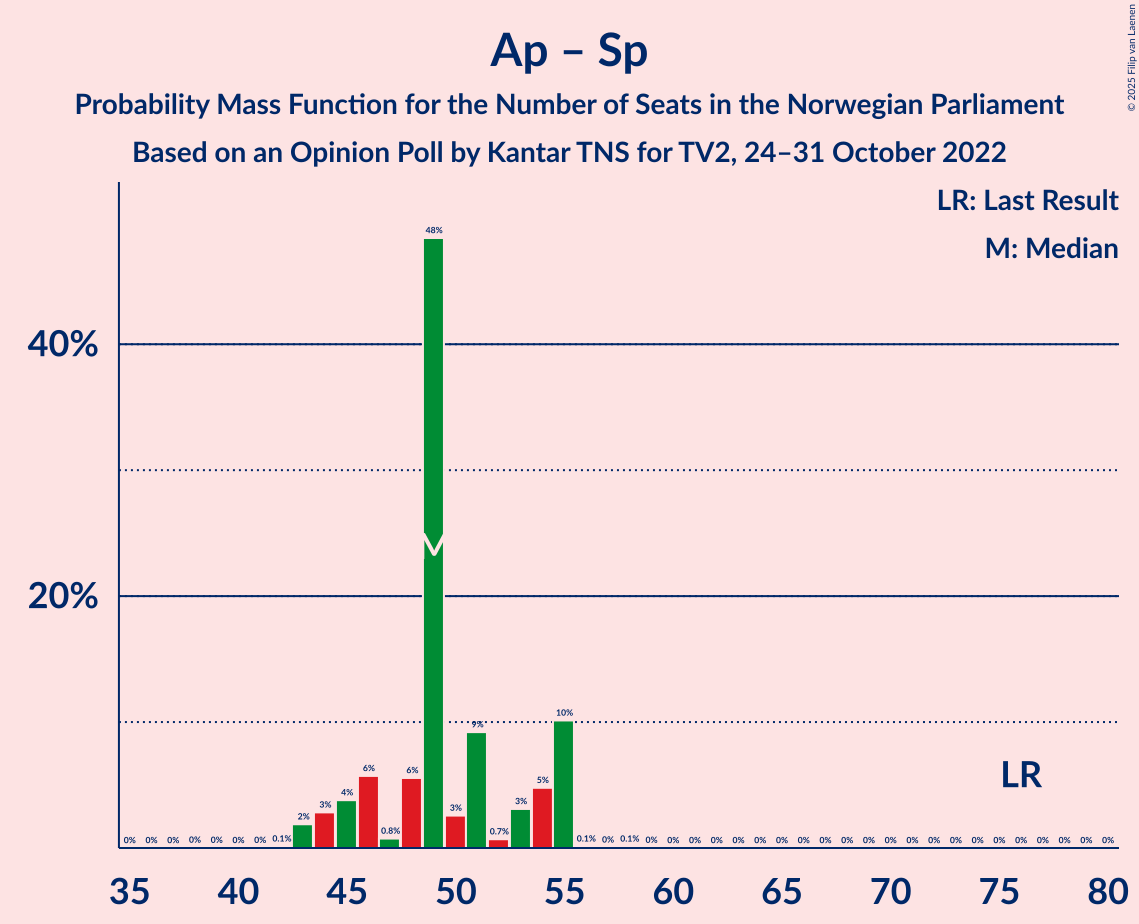 Ap – Sp
Probability Mass Function for the Number of Seats in the Norwegian Parliament
Based on an Opinion Poll by Kantar TNS for TV2, 24–31 October 2022
© 2025 Filip van Laenen
LR: Last Result
M: Median
48%
40%
20%
10%
9%
LR
6%
6%
5%
4%
3%
3%
3%
2%
0.8%
0.7%
0% 0% 0% 0% 0% 0% 0% 0.1%
0.1% 0% 0.1% 0% 0% 0% 0% 0% 0% 0% 0% 0% 0% 0% 0% 0% 0% 0% 0% 0% 0% 0% 0% 0% 0%
35 40 45 50 55 60 65 70 75 80